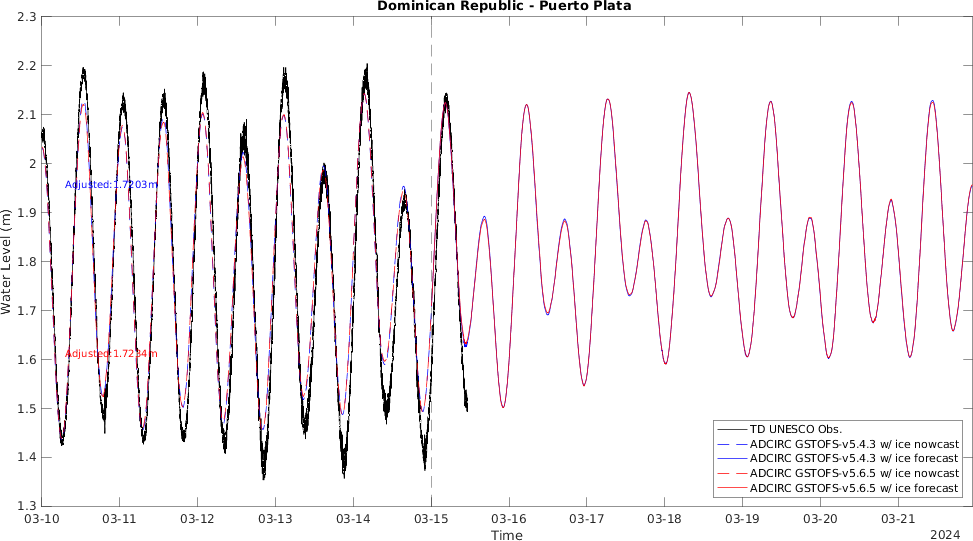 Dominican Republic - Puerto Plata
2.3
2.2
2.1
2
1.9
1.8
1.7
1.6
1.5
1.4
1.3
Water Level (m)
Adjusted:1.7203m
Adjusted:1.7234m
TD UNESCO Obs.
ADCIRC GSTOFS-v5.4.3 w/ ice nowcast
ADCIRC GSTOFS-v5.4.3 w/ ice forecast
ADCIRC GSTOFS-v5.6.5 w/ ice nowcast
ADCIRC GSTOFS-v5.6.5 w/ ice forecast
03-10 03-11 03-12 03-13 03-14 03-15 03-16 03-17 03-18 03-19 03-20 03-21
Time
2024